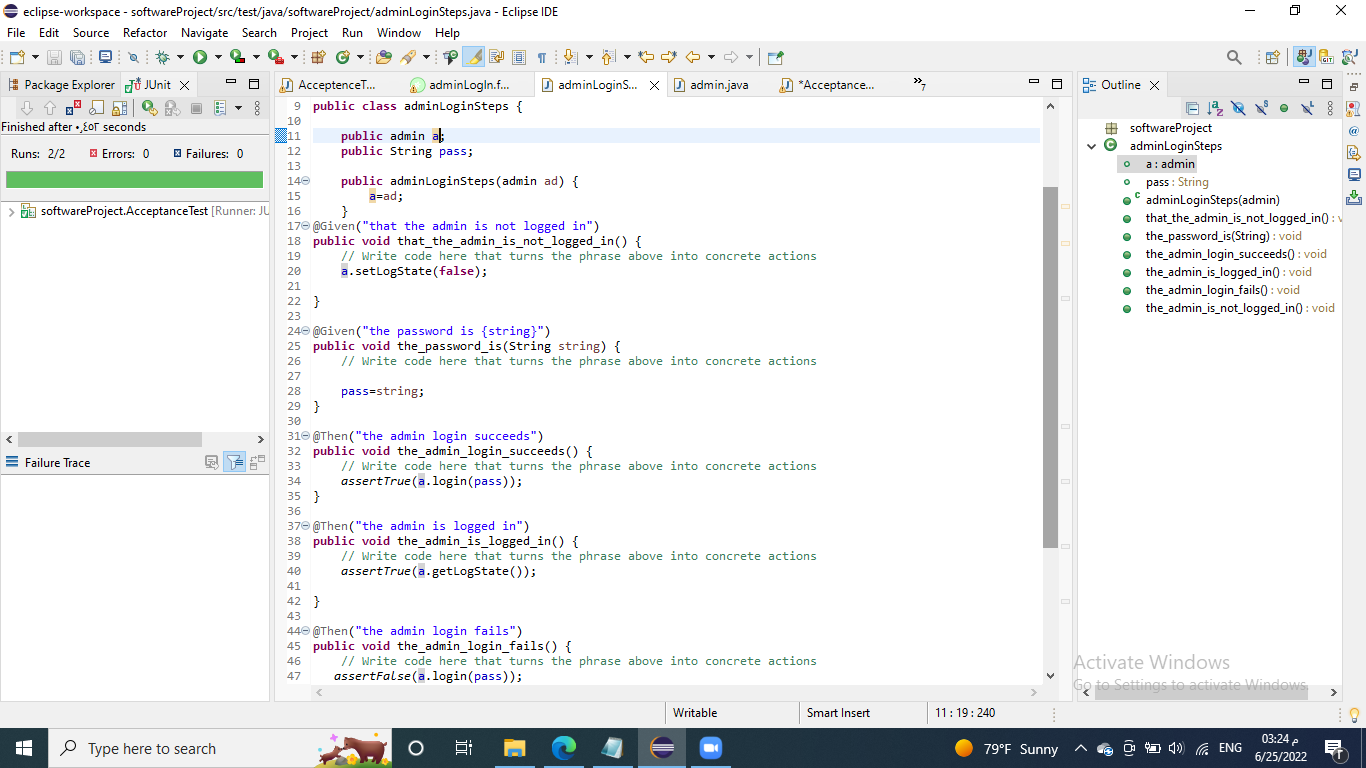 eclipse-workspace - softwareProject/src/test/java/softwareProject/adminLoginSteps.java - Eclipse IDE
File Edit Source Refactor Navigate Search Project Run Window Help
Package Explorer JUnit
Finished after ٠,٤٥٢ seconds
Runs: 2/2 Errors: 0 Failures: 0
softwareProject.AcceptanceTest [Runner: JU
Failure Trace
AcceptanceT... adminLogIn.f... adminLoginS... admin.java *Acceptance... »7
9 public class adminLoginSteps {
10
11 public admin a;
12 public String pass;
13
14 public adminLoginSteps(admin ad) {
15 a=ad;
16 }
17 @Given("that the admin is not logged in")
18 public void that_the_admin_is_not_logged_in() {
19 // Write code here that turns the phrase above into concrete actions
20 a.setLogState(false);
21
22 }
23
24 @Given("the password is {string}")
25 public void the_password_is(String string) {
26 // Write code here that turns the phrase above into concrete actions
27
28 pass=string;
29 }
30
31 @Then("the admin login succeeds")
32 public void the_admin_login_succeeds() {
33 // Write code here that turns the phrase above into concrete actions
34 assertTrue(a.login(pass));
35 }
36
37 @Then("the admin is logged in")
38 public void the_admin_is_logged_in() {
39 // Write code here that turns the phrase above into concrete actions
40 assertTrue(a.getLogState());
41
42 }
43
44 @Then("the admin login fails")
45 public void the_admin_login_fails() {
46 // Write code here that turns the phrase above into concrete actions
47 assertFalse(a.login(pass));
Outline
softwareProject
adminLoginSteps
a : admin
pass : String
adminLoginSteps(admin)
that_the_admin_is_not_logged_in() : v
the_password_is(String) : void
the_admin_login_succeeds() : void
the_admin_is_logged_in() : void
the_admin_login_fails() : void
the_admin_is_not_logged_in() : void
Activate Windows
Go to Settings to activate Windows.
Writable Smart Insert 11 : 19 : 240
Type here to search
79°F Sunny ENG
03:24 م
6/25/2022